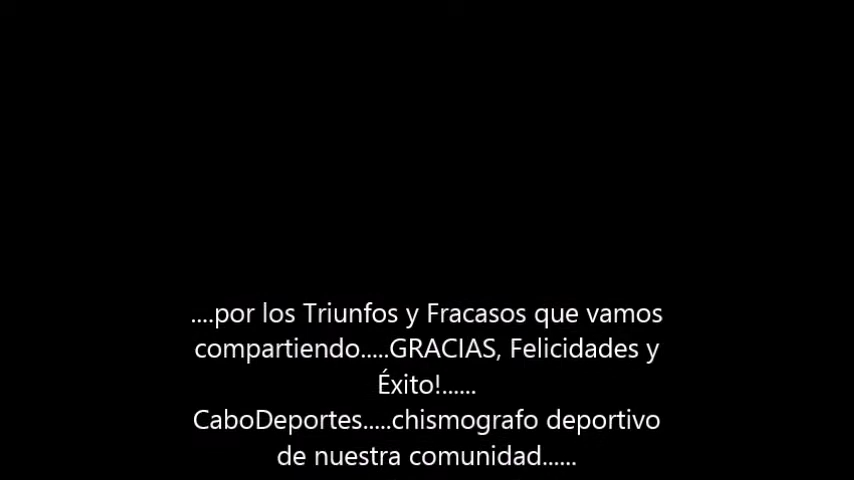 ....por los Triunfos y Fracasos que vamos
compartiendo.....GRACIAS, Felicidades y
Éxito!......
CaboDeportes.....chismografo deportivo
de nuestra comunidad......